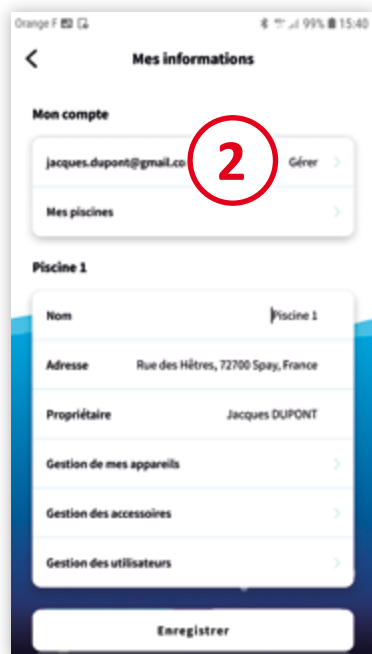 Orange F 99% 15:40
Mes informations
Mon compte
jacques.dupont@gmail.co 2 Gérer
Mes piscines
Piscine 1
Nom Piscine 1
Adresse Rue des Hêtres, 72700 Spay, France
Propriétaire Jacques DUPONT
Gestion de mes appareils
Gestion des accessoires
Gestion des utilisateurs
Enregistrer